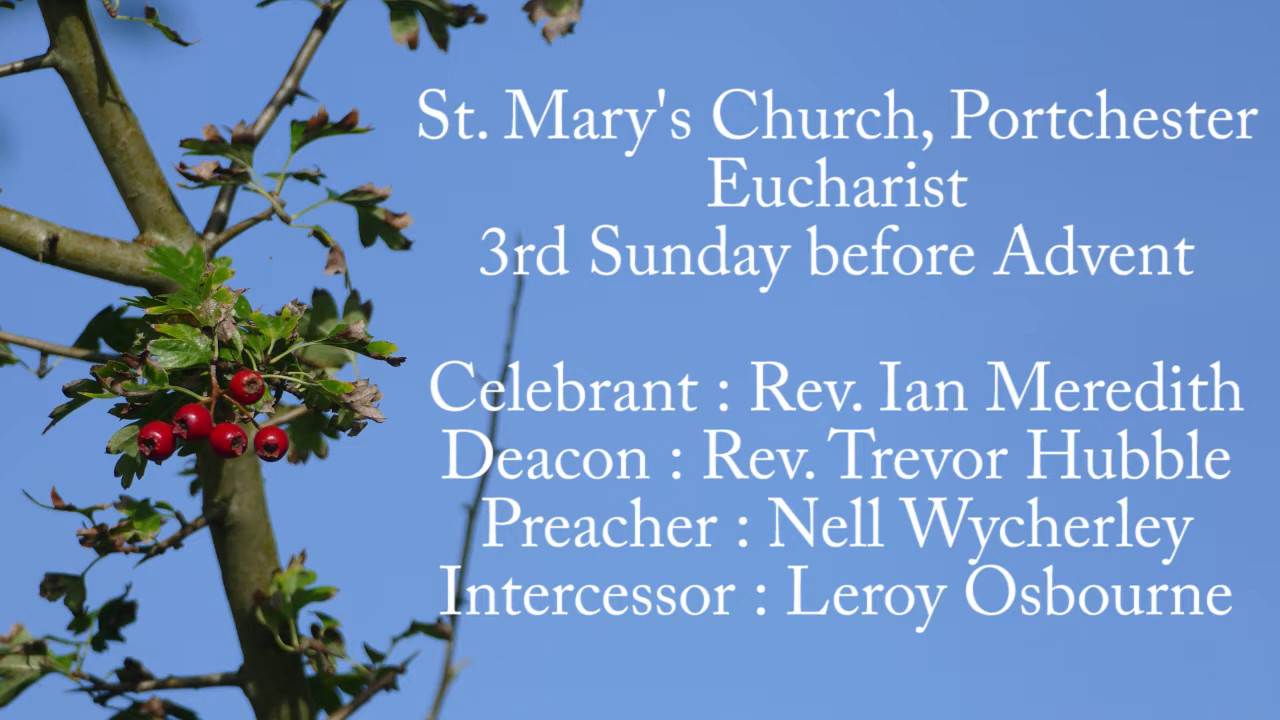 St. Mary's Church, Portchester
Eucharist
3rd Sunday before Advent
Celebrant : Rev. Ian Meredith
Deacon : Rev. Trevor Hubble
Preacher : Nell Wycherley
Intercessor : Leroy Osbourne